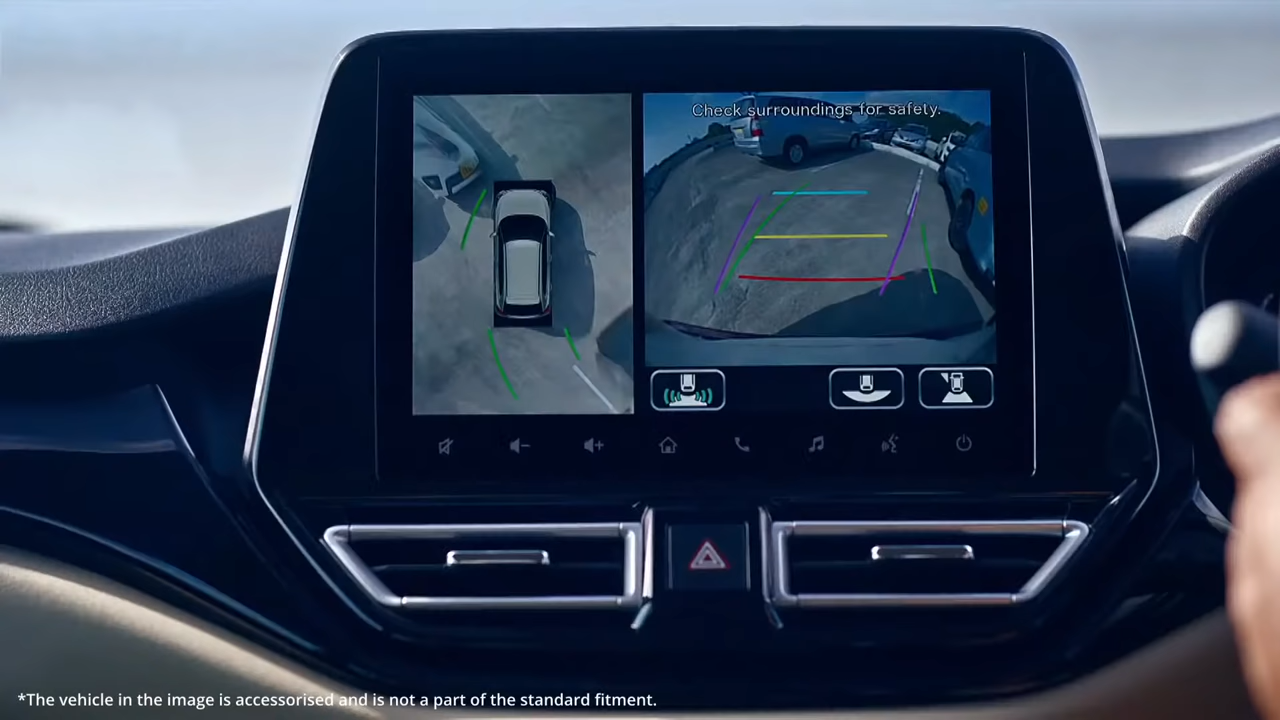 Check surroundings for safety.
*The vehicle in the image is accessorised and is not a part of the standard fitment.